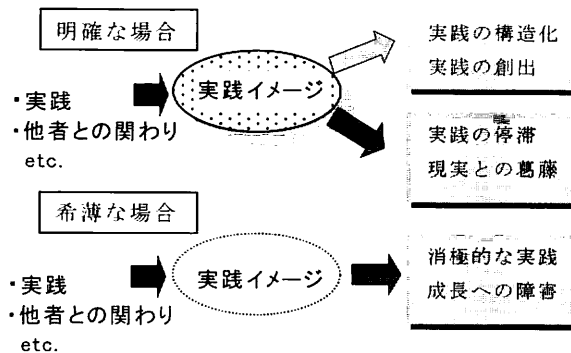 明確な場合
・実践
・他者との関わり
etc.
実践イメージ
実践の構造化
実践の創出
実践の停滞
現実との葛藤
希薄な場合
・実践
・他者との関わり
etc.
実践イメージ
消極的な実践
成長への障害